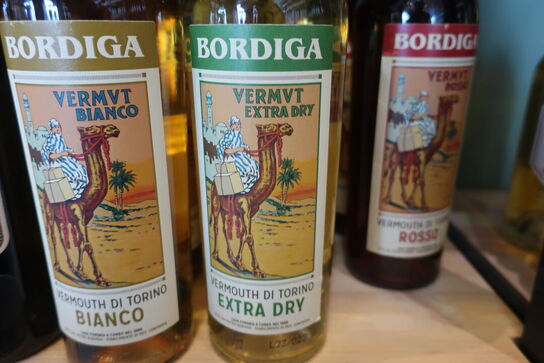 BORDIGA
VERMVT
BIANCO
VERMOUTH DI TORINO
BIANCO
BORDIGA
VERMVT
EXTRA DRY
VERMOUTH DI TORINO
EXTRA DRY
BORDIGA
VERMVT
ROSSO
VERMOUTH DI TORINO
ROSSO